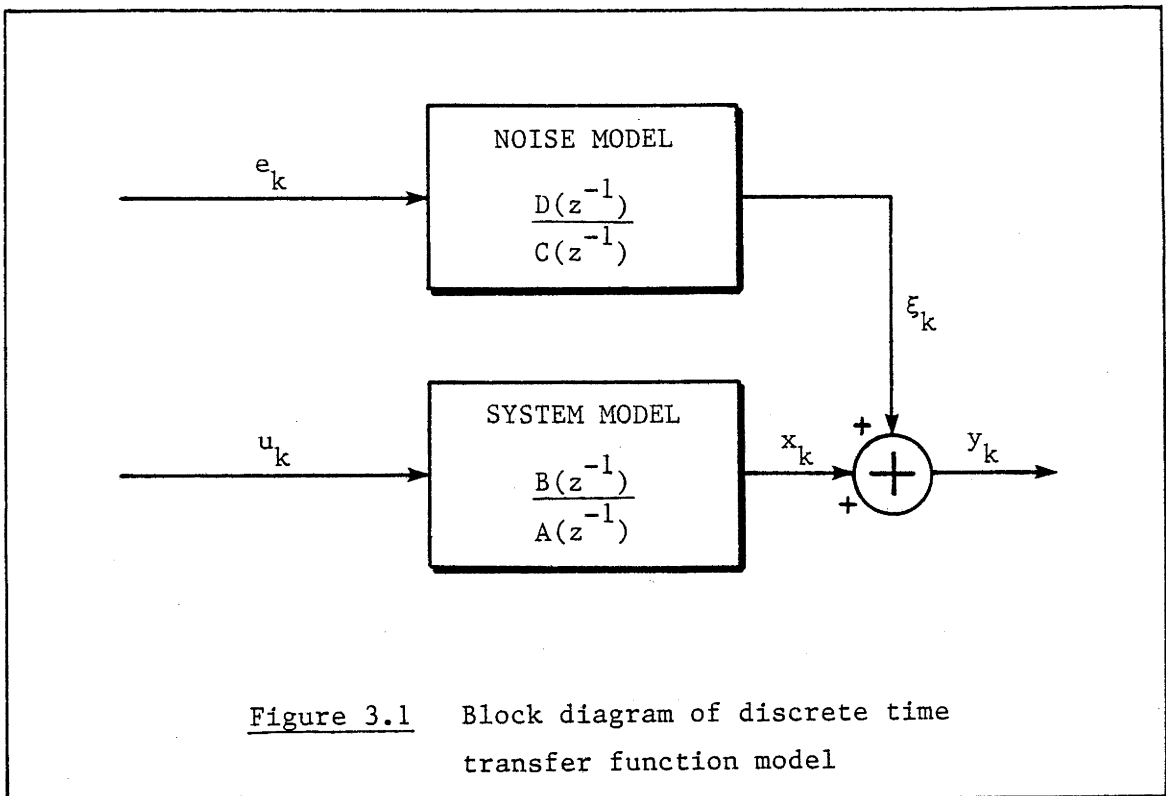 NOISE MODEL
e_k
D(z^-1)
C(z^-1)
ξ_k
SYSTEM MODEL
u_k
B(z^-1)
A(z^-1)
x_k
+
+
+
y_k
Figure 3.1 Block diagram of discrete time
transfer function model